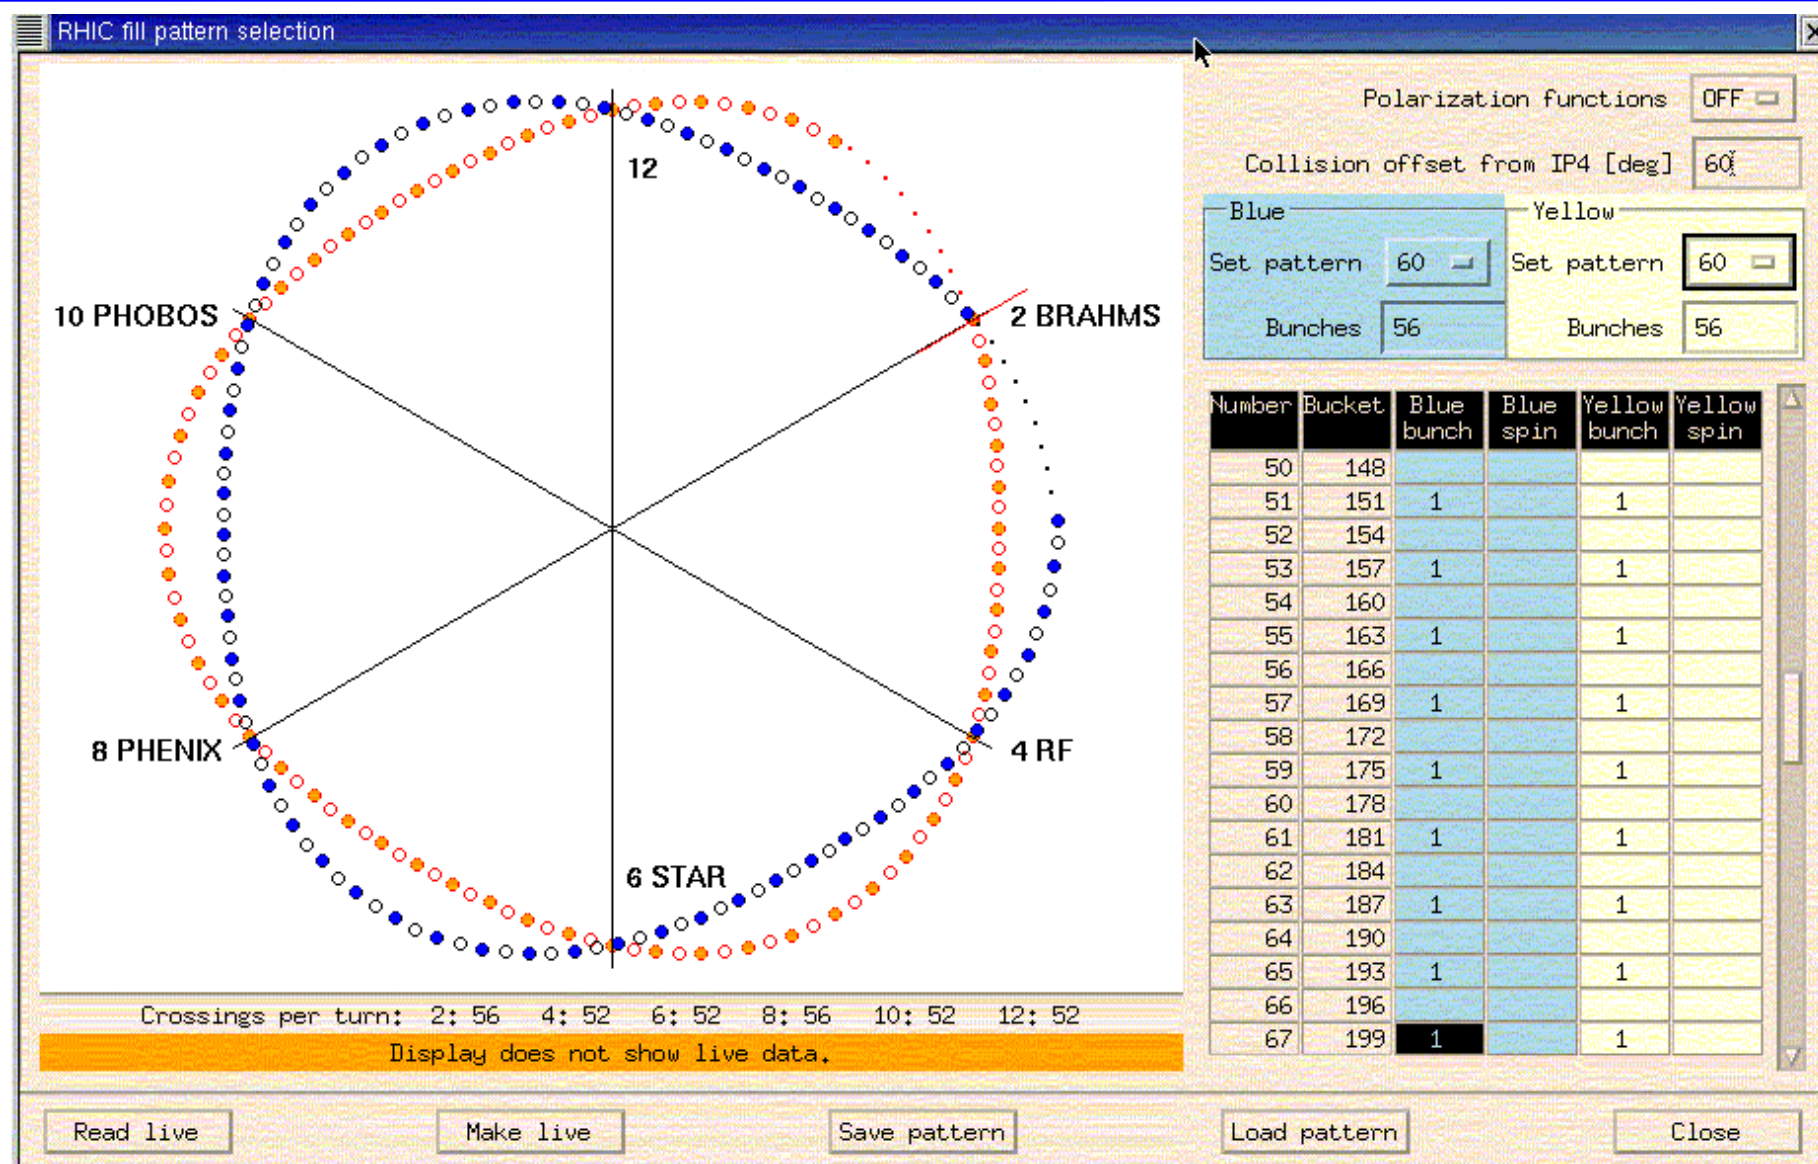 RHIC fill pattern selection
12
10 PHOBOS
2 BRAHMS
8 PHENIX
4 RF
6 STAR
Crossings per turn: 2: 56 4: 52 6: 52 8: 56 10: 52 12: 52
Display does not show live data.
Polarization functions OFF
Collision offset from IP4 [deg] 60
Blue Yellow
Set pattern 60 Set pattern 60
Bunches 56 Bunches 56
Number Bucket Blue bunch Blue spin Yellow bunch Yellow spin
50 148
51 151 1 1
52 154
53 157 1 1
54 160
55 163 1 1
56 166
57 169 1 1
58 172
59 175 1 1
60 178
61 181 1 1
62 184
63 187 1 1
64 190
65 193 1 1
66 196
67 199 1 1
Read live Make live Save pattern Load pattern Close